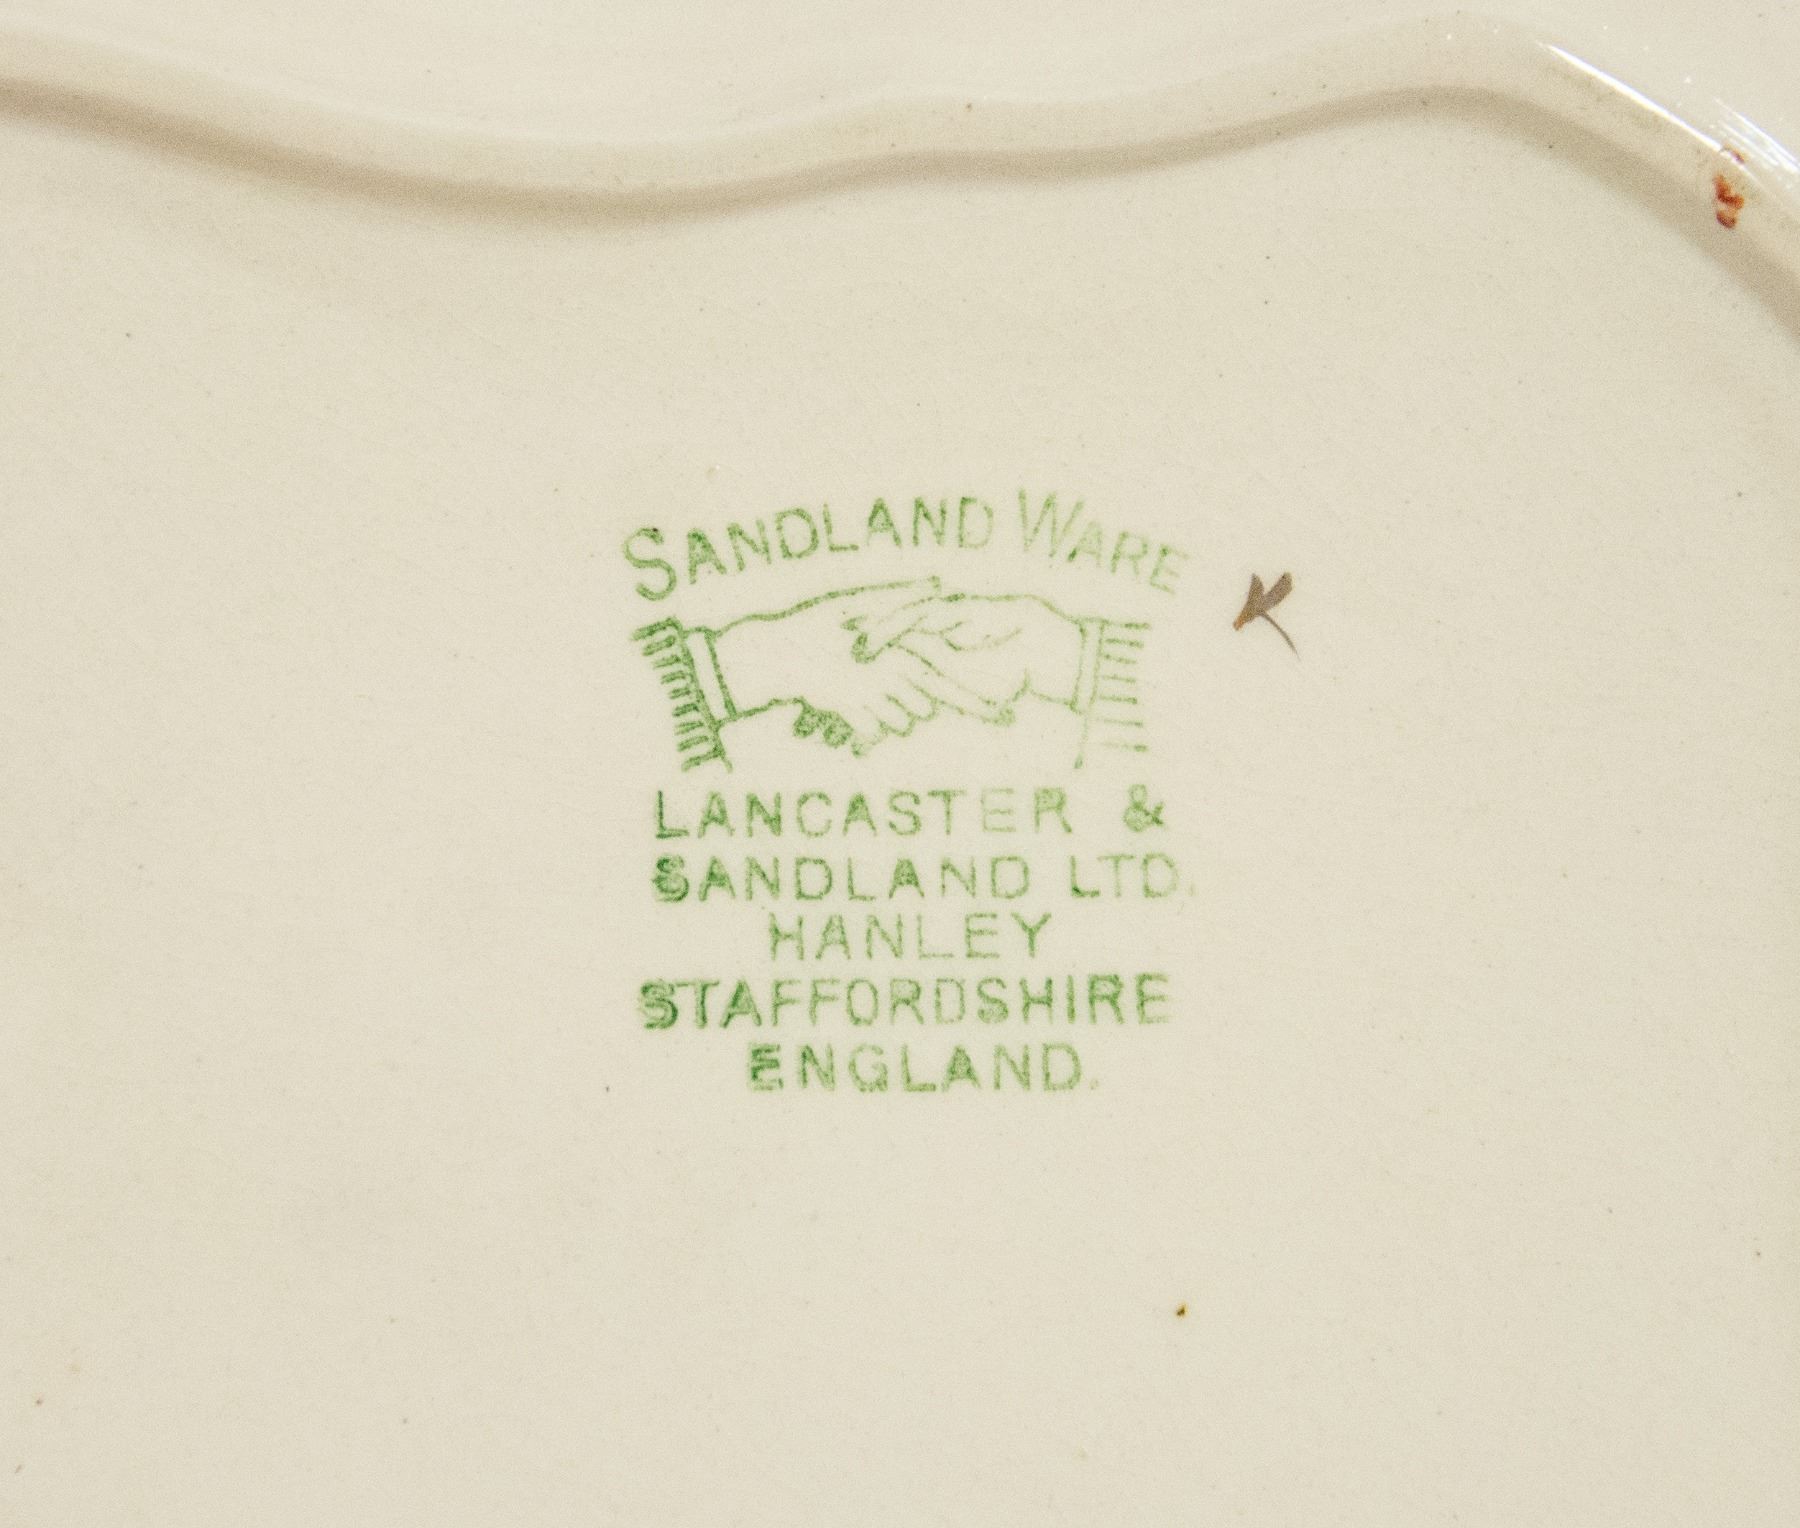 SANDLAND WARE
K
LANCASTER &
SANDLAND LTD.
HANLEY
STAFFORDSHIRE
ENGLAND.